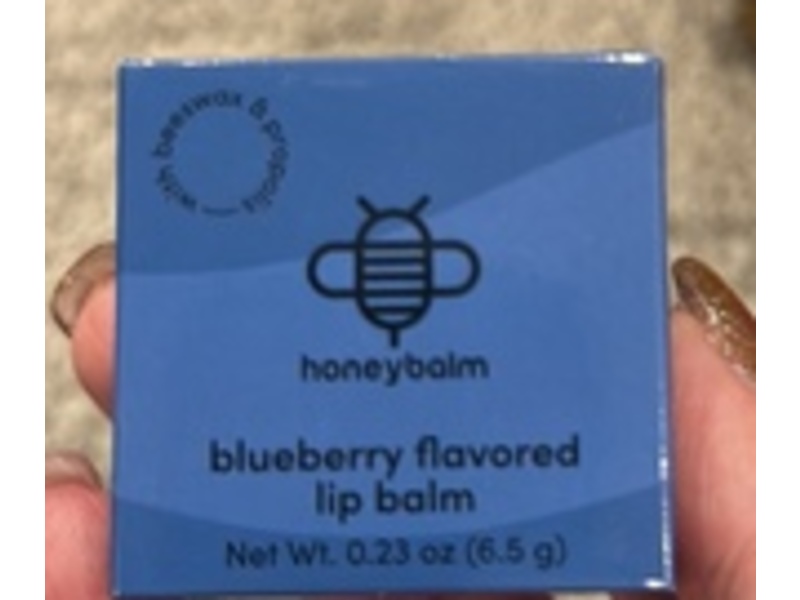 with beeswax & propolis
honeybalm
blueberry flavored
lip balm
Net Wt. 0.23 oz (6.5 g)